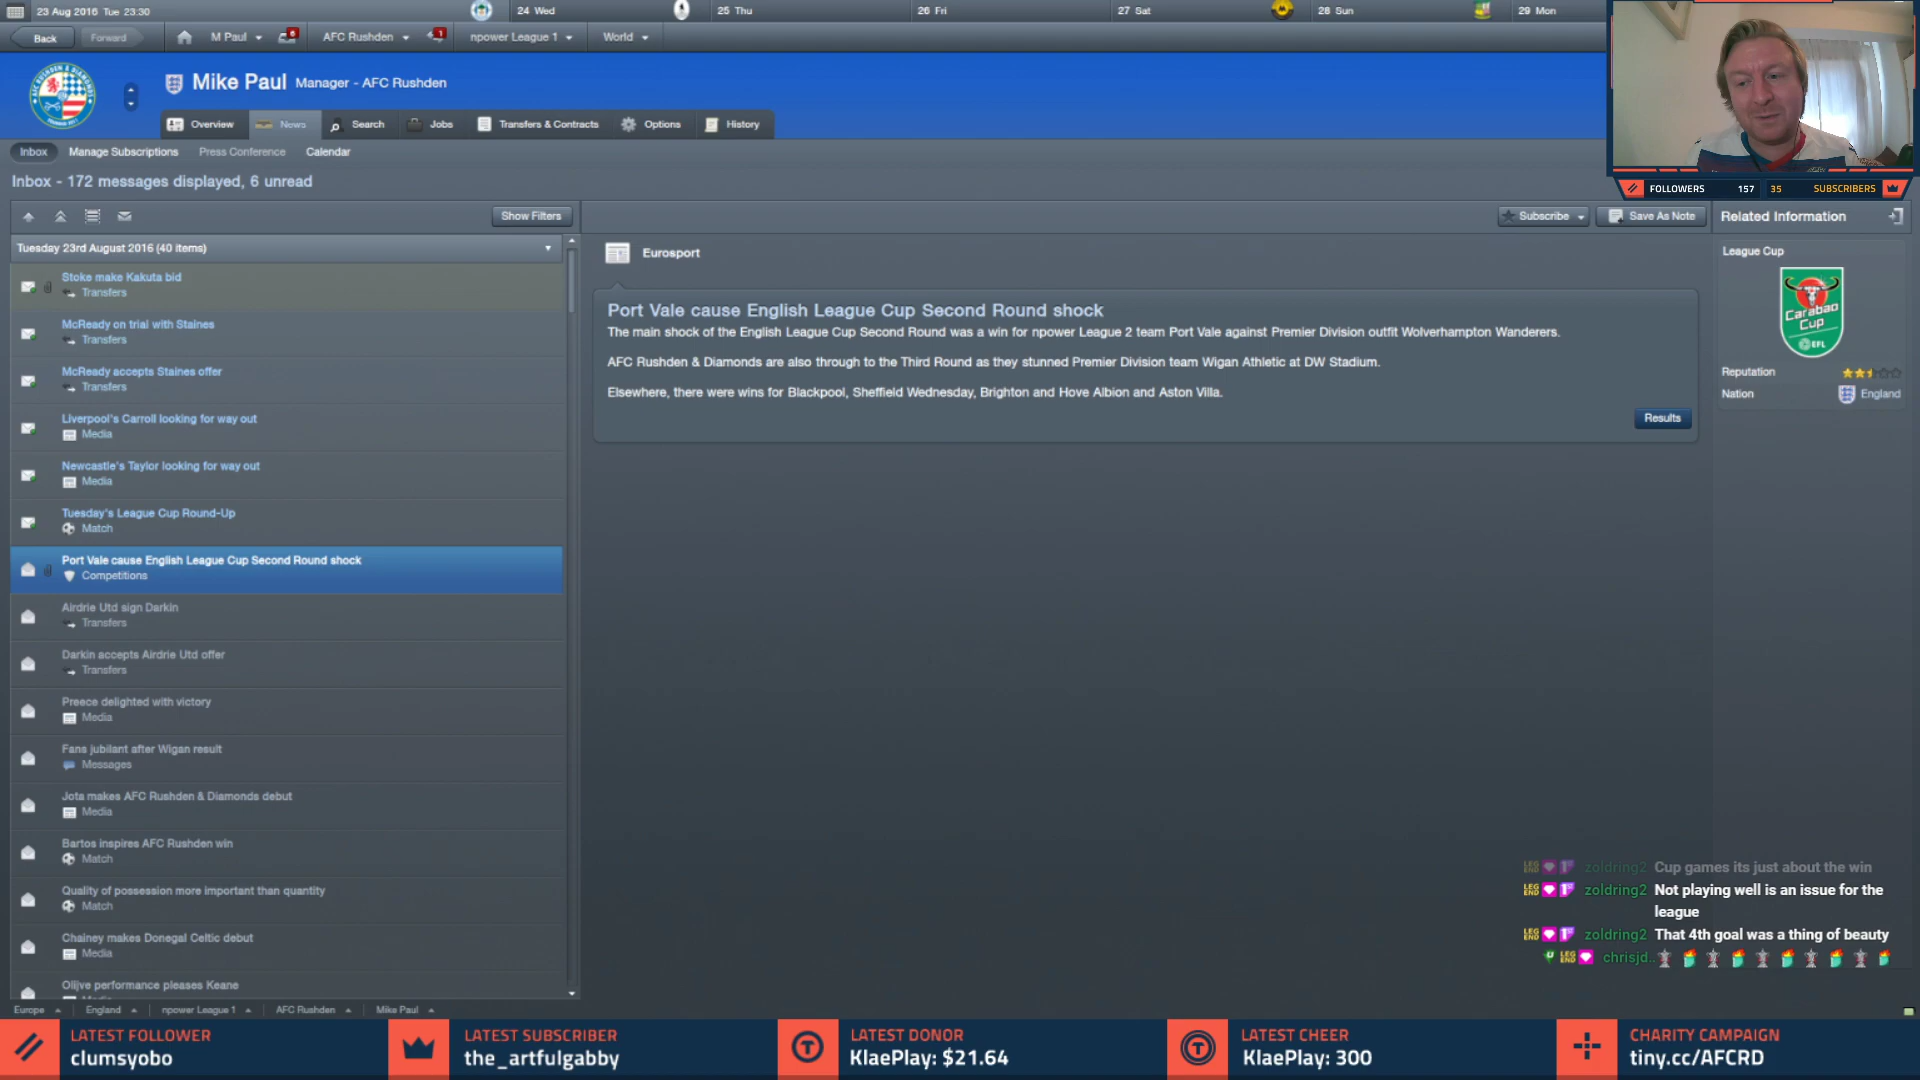 23 Aug 2016 Tue 23:30
24 Wed
25 Thu
26 Fri
27 Sat
28 Sun
29 Mon
Back
Forward
M Paul
6
AFC Rushden
1
npower League 1
World
Mike Paul Manager - AFC Rushden
Overview
News
Search
Jobs
Transfers & Contracts
Options
History
Inbox
Manage Subscriptions
Press Conference
Calendar
Inbox - 172 messages displayed, 6 unread
FOLLOWERS 157
35 SUBSCRIBERS
Show Filters
Subscribe
Save As Note
Related Information
Tuesday 23rd August 2016 (40 items)
Stoke make Kakuta bid
Transfers
McReady on trial with Staines
Transfers
McReady accepts Staines offer
Transfers
Liverpool's Carroll looking for way out
Media
Newcastle's Taylor looking for way out
Media
Tuesday's League Cup Round-Up
Match
Port Vale cause English League Cup Second Round shock
Competitions
Airdrie Utd sign Darkin
Transfers
Darkin accepts Airdrie Utd offer
Transfers
Preece delighted with victory
Media
Fans jubilant after Wigan result
Messages
Jota makes AFC Rushden & Diamonds debut
Media
Bartos inspires AFC Rushden win
Match
Quality of possession more important than quantity
Match
Chainey makes Donegal Celtic debut
Media
Olijve performance pleases Keane
Eurosport
Port Vale cause English League Cup Second Round shock
The main shock of the English League Cup Second Round was a win for npower League 2 team Port Vale against Premier Division outfit Wolverhampton Wanderers.
AFC Rushden & Diamonds are also through to the Third Round as they stunned Premier Division team Wigan Athletic at DW Stadium.
Elsewhere, there were wins for Blackpool, Sheffield Wednesday, Brighton and Hove Albion and Aston Villa.
Results
League Cup
Carabao
Cup
EFL
Reputation
Nation England
zoldring2 Cup games its just about the win
zoldring2 Not playing well is an issue for the
league
zoldring2 That 4th goal was a thing of beauty
chrisjd..
Europe
England
npower League 1
AFC Rushden
Mike Paul
LATEST FOLLOWER
clumsyobo
LATEST SUBSCRIBER
the_artfulgabby
LATEST DONOR
KlaePlay: $21.64
LATEST CHEER
KlaePlay: 300
CHARITY CAMPAIGN
tiny.cc/AFCRD